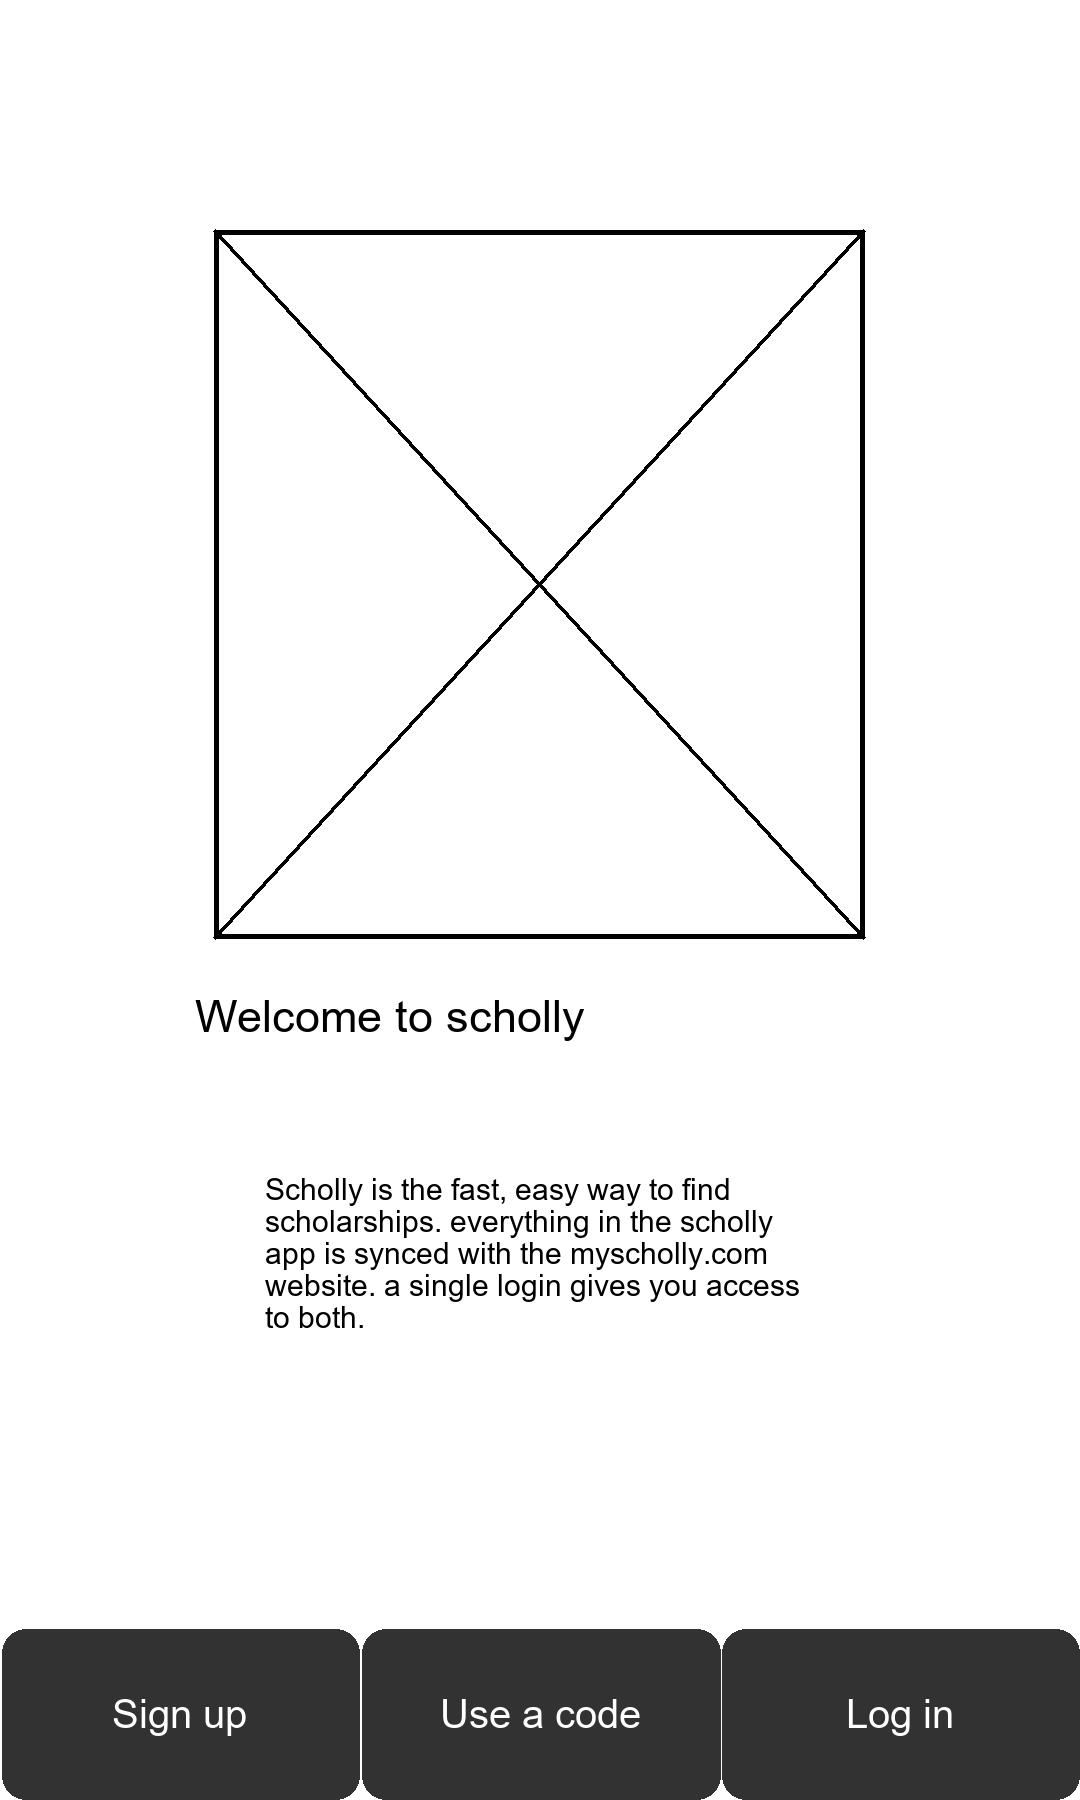 Welcome to scholly
Scholly is the fast, easy way to find
scholarships. everything in the scholly
app is synced with the myscholly.com
website. a single login gives you access
to both.
Sign up
Use a code
Log in